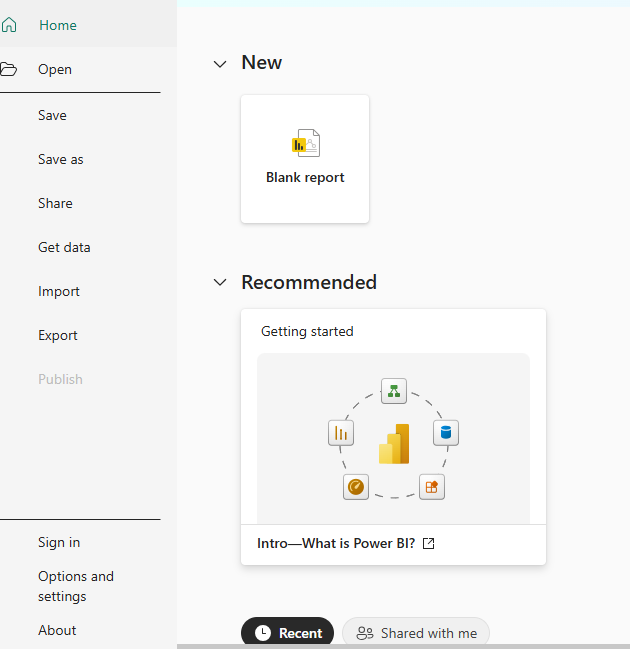 Home
Open
Save
Save as
Share
Get data
Import
Export
Publish
Sign in
Options and
settings
About
New
Blank report
Recommended
Getting started
Intro—What is Power BI?
Recent
Shared with me